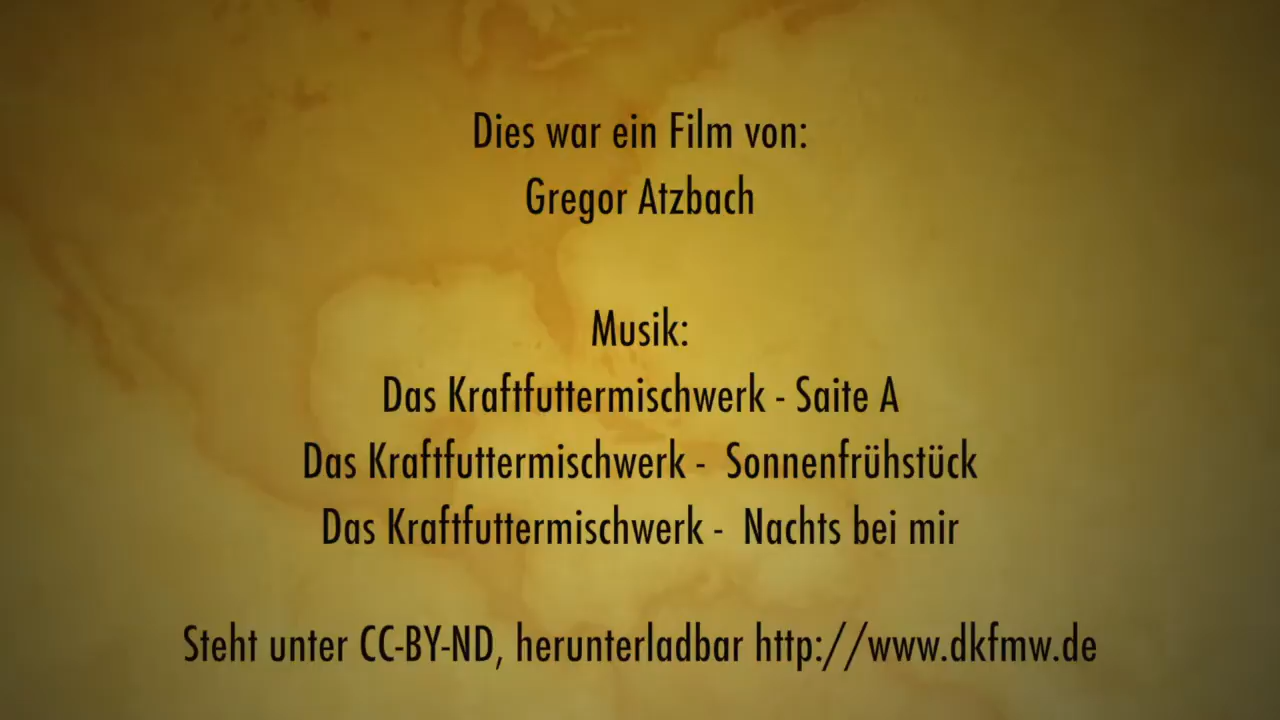 Dies war ein Film von:
Gregor Atzbach
Musik:
Das Kraftfuttermischwerk - Saite A
Das Kraftfuttermischwerk -  Sonnenfrühstück
Das Kraftfuttermischwerk -  Nachts bei mir
Steht unter CC-BY-ND, herunterladbar http://www.dkfmw.de